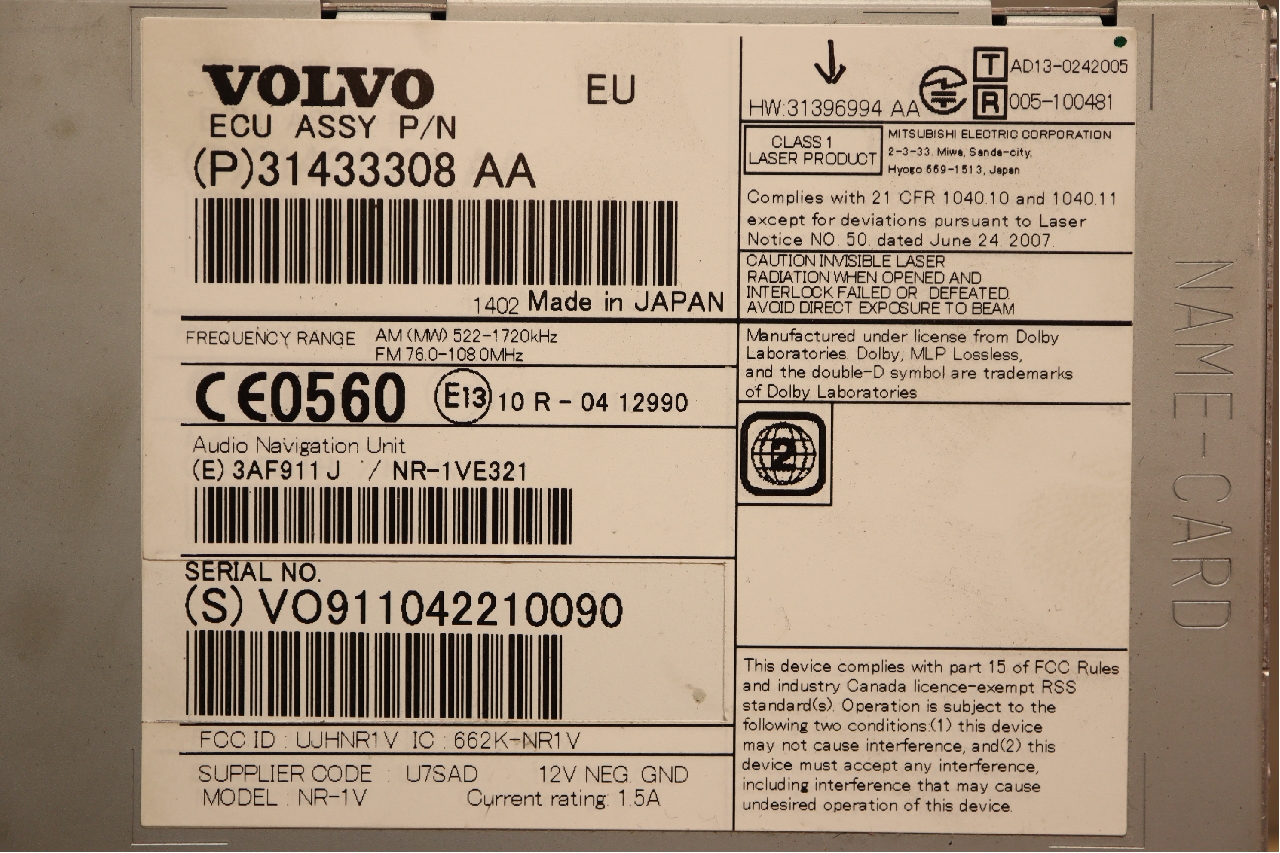 VOLVO
EU
ECU ASSY P/N
(P)31433308 AA
1402 Made in JAPAN
FREQUENCY RANGE AM (MW) 522-1720kHz
FM 76.0-108.0MHz
CE0560 E13 10 R - 04 12990
Audio Navigation Unit
(E) 3AF911J / NR-1VE321
SERIAL NO.
(S) VO911042210090
FCC ID : UJHNR1V IC : 662K-NR1V
SUPPLIER CODE : U7SAD 12V NEG. GND
MODEL : NR-1V Current rating: 1.5A
HW:31396994 AA
T AD13-0242005
R 005-100481
CLASS 1
LASER PRODUCT
MITSUBISHI ELECTRIC CORPORATION
2-3-33, Miwa, Sanda-city,
Hyogo 669-1513, Japan
Complies with 21 CFR 1040.10 and 1040.11
except for deviations pursuant to Laser
Notice NO. 50, dated June 24, 2007.
CAUTION INVISIBLE LASER
RADIATION WHEN OPENED AND
INTERLOCK FAILED OR DEFEATED.
AVOID DIRECT EXPOSURE TO BEAM
Manufactured under license from Dolby
Laboratories. Dolby, MLP Lossless,
and the double-D symbol are trademarks
of Dolby Laboratories
2
This device complies with part 15 of FCC Rules
and industry Canada licence-exempt RSS
standard(s). Operation is subject to the
following two conditions:(1) this device
may not cause interference, and(2) this
device must accept any interference,
including interference that may cause
undesired operation of this device.
NAME-CARD